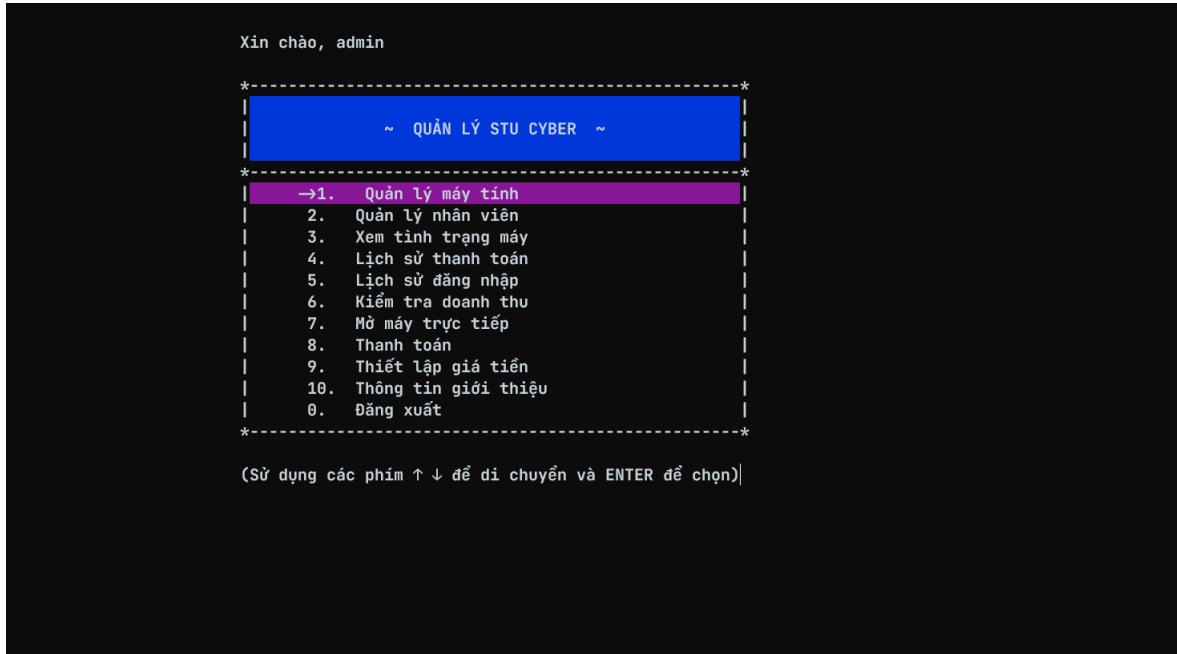 Xin chào, admin
*---------------------------------------------------*
~ QUẢN LÝ STU CYBER ~
*---------------------------------------------------*
→1. Quản lý máy tính
2. Quản lý nhân viên
3. Xem tình trạng máy
4. Lịch sử thanh toán
5. Lịch sử đăng nhập
6. Kiểm tra doanh thu
7. Mở máy trực tiếp
8. Thanh toán
9. Thiết lập giá tiền
10. Thông tin giới thiệu
0. Đăng xuất
*---------------------------------------------------*
(Sử dụng các phím ↑ ↓ để di chuyển và ENTER để chọn)